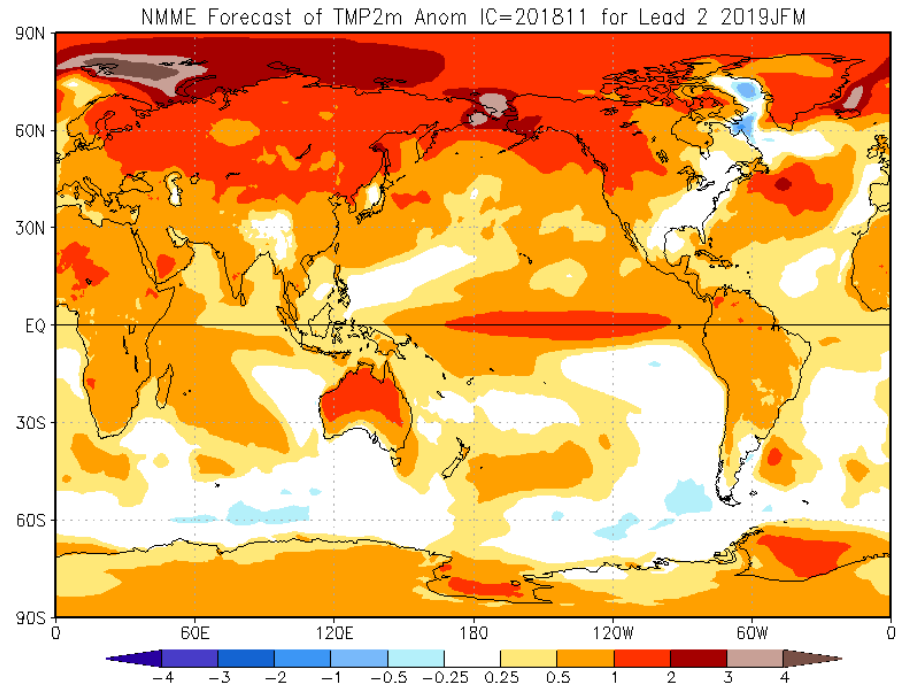 NMME Forecast of TMP2m Anom IC=201811 for Lead 2 2019JFM
90N
60N
30N
EQ
30S
60S
90S
0 60E 120E 180 120W 60W 0
-4 -3 -2 -1 -0.5 -0.25 0.25 0.5 1 2 3 4